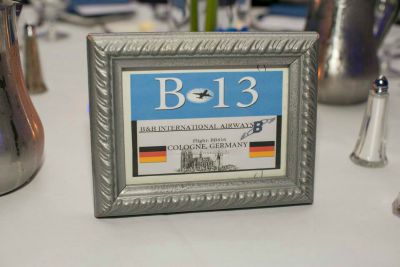 B 13
B&B INTERNATIONAL AIRWAYS
B
COLOGNE, GERMANY